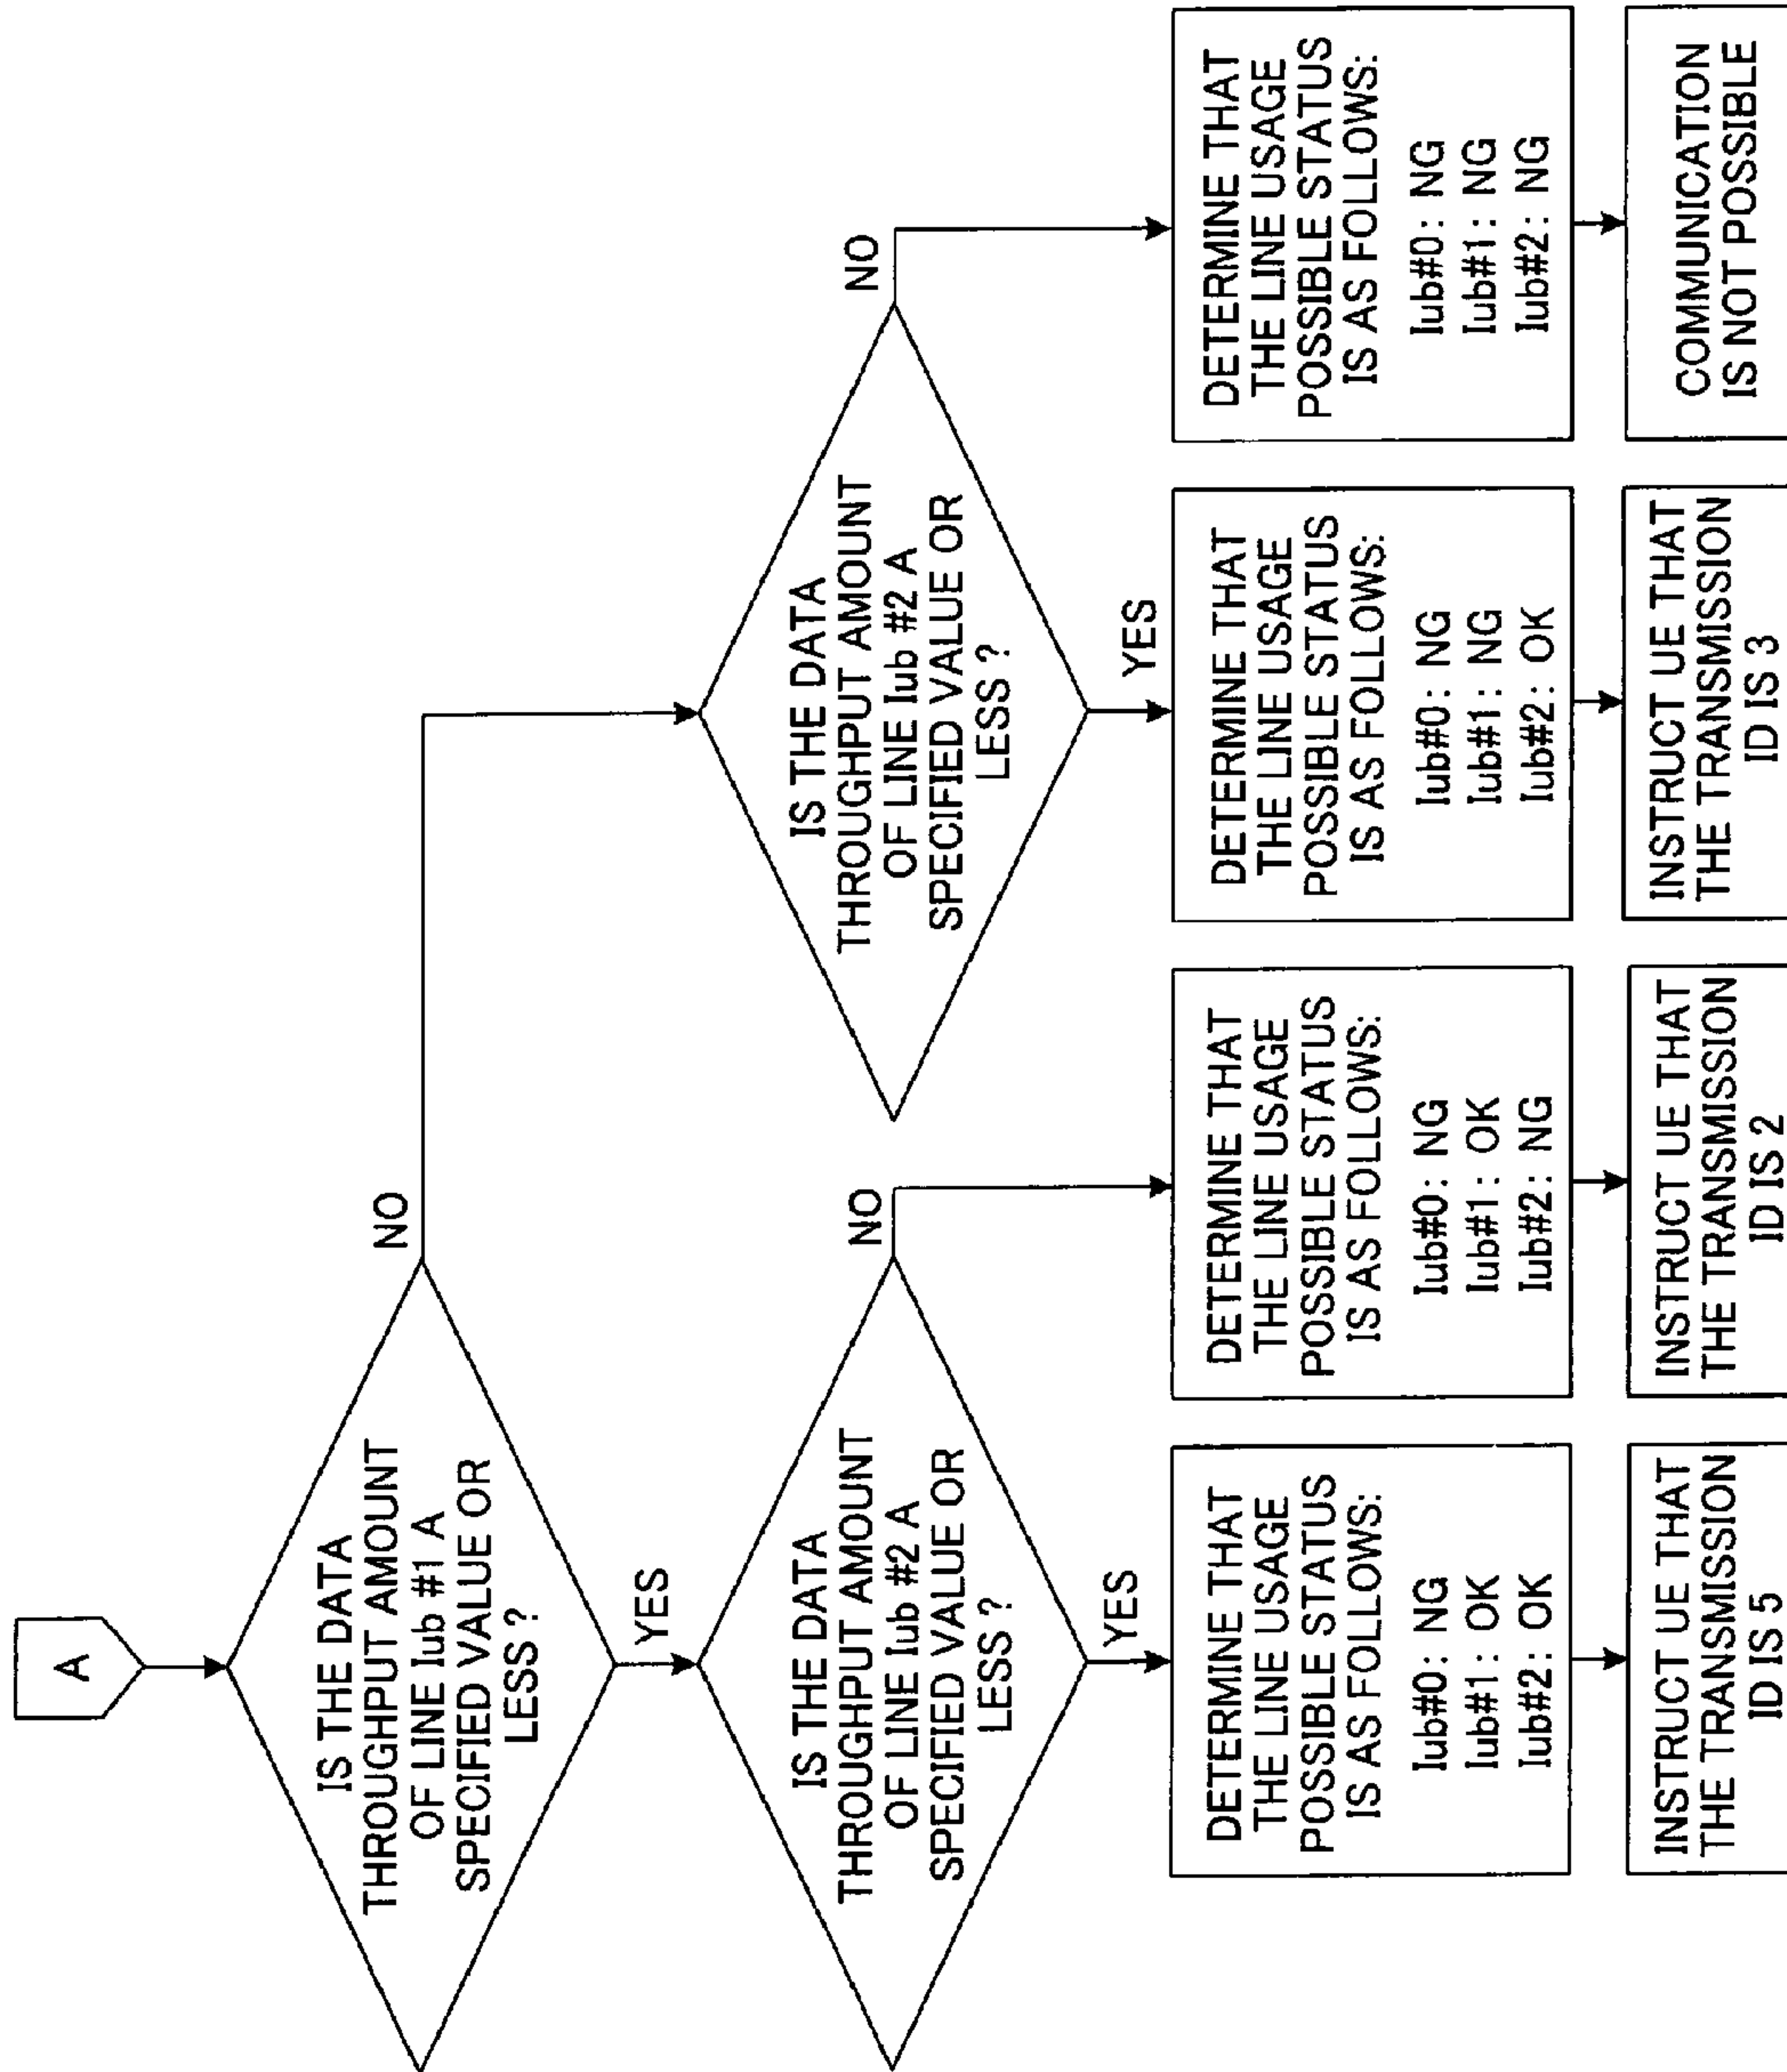 A
IS THE DATA
THROUGHPUT AMOUNT
OF LINE Iub #1 A
SPECIFIED VALUE OR
LESS ?
NO
YES
IS THE DATA
THROUGHPUT AMOUNT
OF LINE Iub #2 A
SPECIFIED VALUE OR
LESS ?
NO
YES
IS THE DATA
THROUGHPUT AMOUNT
OF LINE Iub #2 A
SPECIFIED VALUE OR
LESS ?
NO
YES
DETERMINE THAT
THE LINE USAGE
POSSIBLE STATUS
IS AS FOLLOWS:
Iub#0: NG
Iub#1: OK
Iub#2: OK
DETERMINE THAT
THE LINE USAGE
POSSIBLE STATUS
IS AS FOLLOWS:
Iub#0: NG
Iub#1: OK
Iub#2: NG
DETERMINE THAT
THE LINE USAGE
POSSIBLE STATUS
IS AS FOLLOWS:
Iub#0: NG
Iub#1: NG
Iub#2: OK
DETERMINE THAT
THE LINE USAGE
POSSIBLE STATUS
IS AS FOLLOWS:
Iub#0: NG
Iub#1: NG
Iub#2: NG
INSTRUCT UE THAT
THE TRANSMISSION
ID IS 5
INSTRUCT UE THAT
THE TRANSMISSION
ID IS 2
INSTRUCT UE THAT
THE TRANSMISSION
ID IS 3
COMMUNICATION
IS NOT POSSIBLE